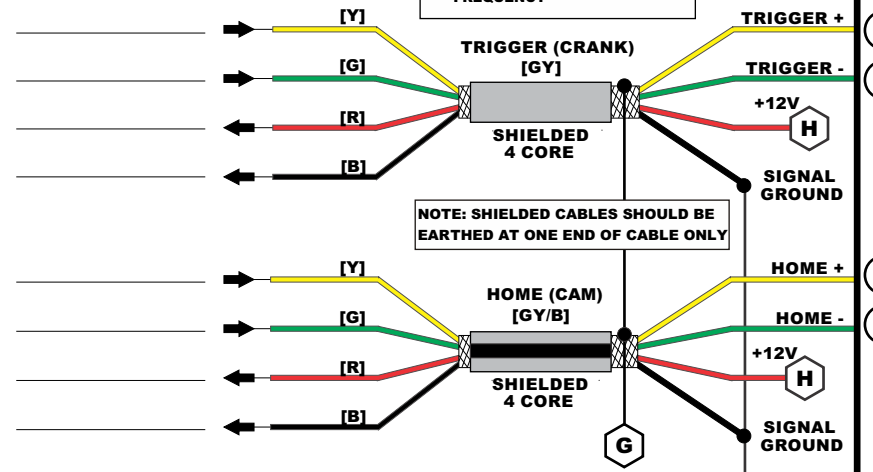 FREQUENCY
[Y]
TRIGGER +
TRIGGER (CRANK)
[GY]
[G]
TRIGGER -
+12V
[R]
H
SHIELDED
4 CORE
[B]
SIGNAL
GROUND
NOTE: SHIELDED CABLES SHOULD BE
EARTHED AT ONE END OF CABLE ONLY
[Y]
HOME +
HOME (CAM)
[GY/B]
[G]
HOME -
+12V
[R]
H
SHIELDED
4 CORE
[B]
SIGNAL
GROUND
G